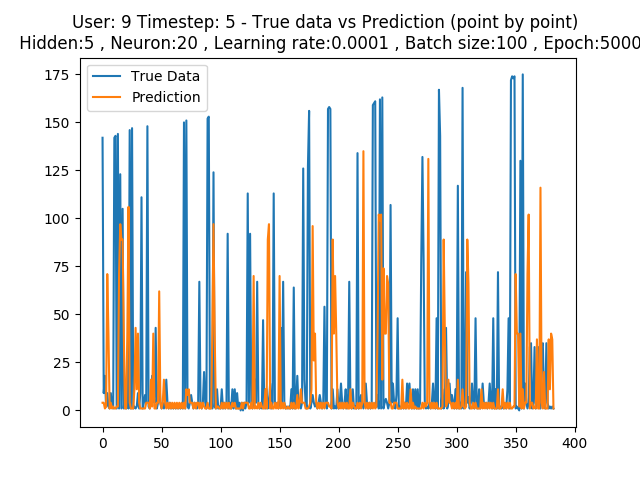 User: 9 Timestep: 5 - True data vs Prediction (point by point)
Hidden:5 , Neuron:20 , Learning rate:0.0001 , Batch size:100 , Epoch:5000
True Data
Prediction
175
150
125
100
75
50
25
0
0 50 100 150 200 250 300 350 400